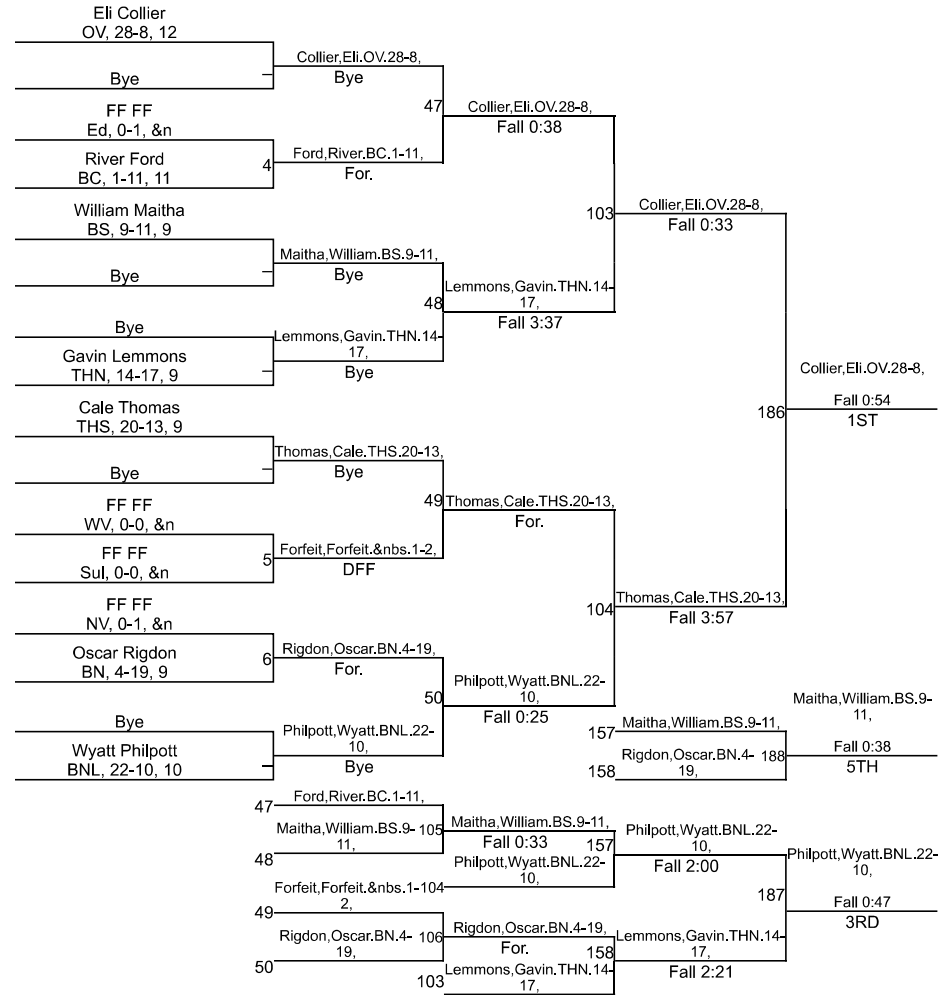 Eli Collier
OV, 28-8, 12
Bye
FF FF
Ed, 0-1, &n
River Ford
BC, 1-11, 11
William Maitha
BS, 9-11, 9
Bye
Bye
Gavin Lemmons
THN, 14-17, 9
Cale Thomas
THS, 20-13, 9
Bye
FF FF
WV, 0-0, &n
FF FF
Sul, 0-0, &n
FF FF
NV, 0-1, &n
Oscar Rigdon
BN, 4-19, 9
Bye
Wyatt Philpott
BNL, 22-10, 10
Collier,Eli.OV.28-8,
Bye
4
Ford,River.BC.1-11,
For.
Maitha,William.BS.9-11,
Bye
Lemmons,Gavin.THN.14-
17,
Bye
Thomas,Cale.THS.20-13,
Bye
5
Forfeit,Forfeit.&nbs.1-2,
DFF
6
Rigdon,Oscar.BN.4-19,
For.
Philpott,Wyatt.BNL.22-
10,
Bye
47
Collier,Eli.OV.28-8,
Fall 0:38
48
Lemmons,Gavin.THN.14-
17,
Fall 3:37
49
Thomas,Cale.THS.20-13,
For.
50
Philpott,Wyatt.BNL.22-
10,
Fall 0:25
103
Collier,Eli.OV.28-8,
Fall 0:33
104
Thomas,Cale.THS.20-13,
Fall 3:57
186
Collier,Eli.OV.28-8,
Fall 0:54
1ST
157
Maitha,William.BS.9-11,
158
Rigdon,Oscar.BN.4-
19,
188
Maitha,William.BS.9-
11,
Fall 0:38
5TH
47
Ford,River.BC.1-11,
48
Maitha,William.BS.9-
11,
49
Forfeit,Forfeit.&nbs.1-
2,
50
Rigdon,Oscar.BN.4-
19,
105
Maitha,William.BS.9-11,
Fall 0:33
104
Philpott,Wyatt.BNL.22-
10,
106
Rigdon,Oscar.BN.4-19,
For.
103
Lemmons,Gavin.THN.14-
17,
157
Philpott,Wyatt.BNL.22-
10,
Fall 2:00
158
Lemmons,Gavin.THN.14-
17,
Fall 2:21
187
Philpott,Wyatt.BNL.22-
10,
Fall 0:47
3RD